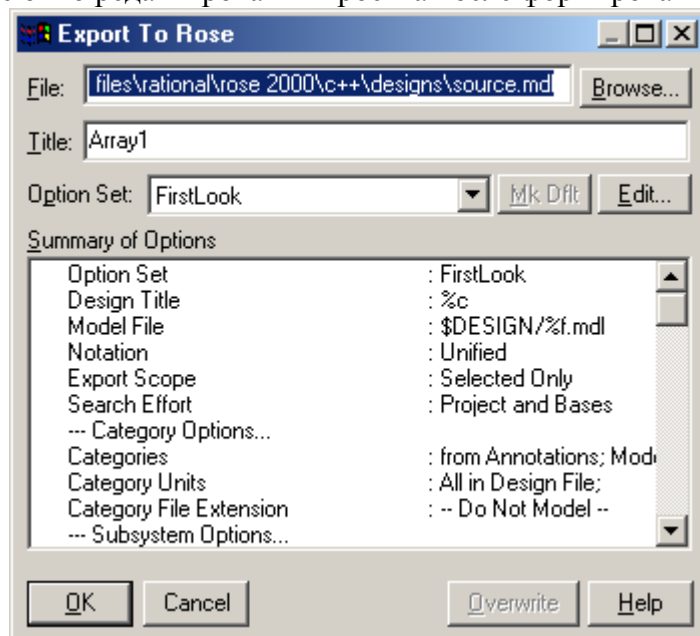 Export To Rose
File: files\rational\rose 2000\c++\designs\source.mdl Browse...
Title: Array1
Option Set: FirstLook Mk Dflt Edit...
Summary of Options
Option Set : FirstLook
Design Title : %c
Model File : $DESIGN/%f.mdl
Notation : Unified
Export Scope : Selected Only
Search Effort : Project and Bases
--- Category Options...
Categories : from Annotations; Mode
Category Units : All in Design File;
Category File Extension : -- Do Not Model --
--- Subsystem Options...
OK Cancel Overwrite Help